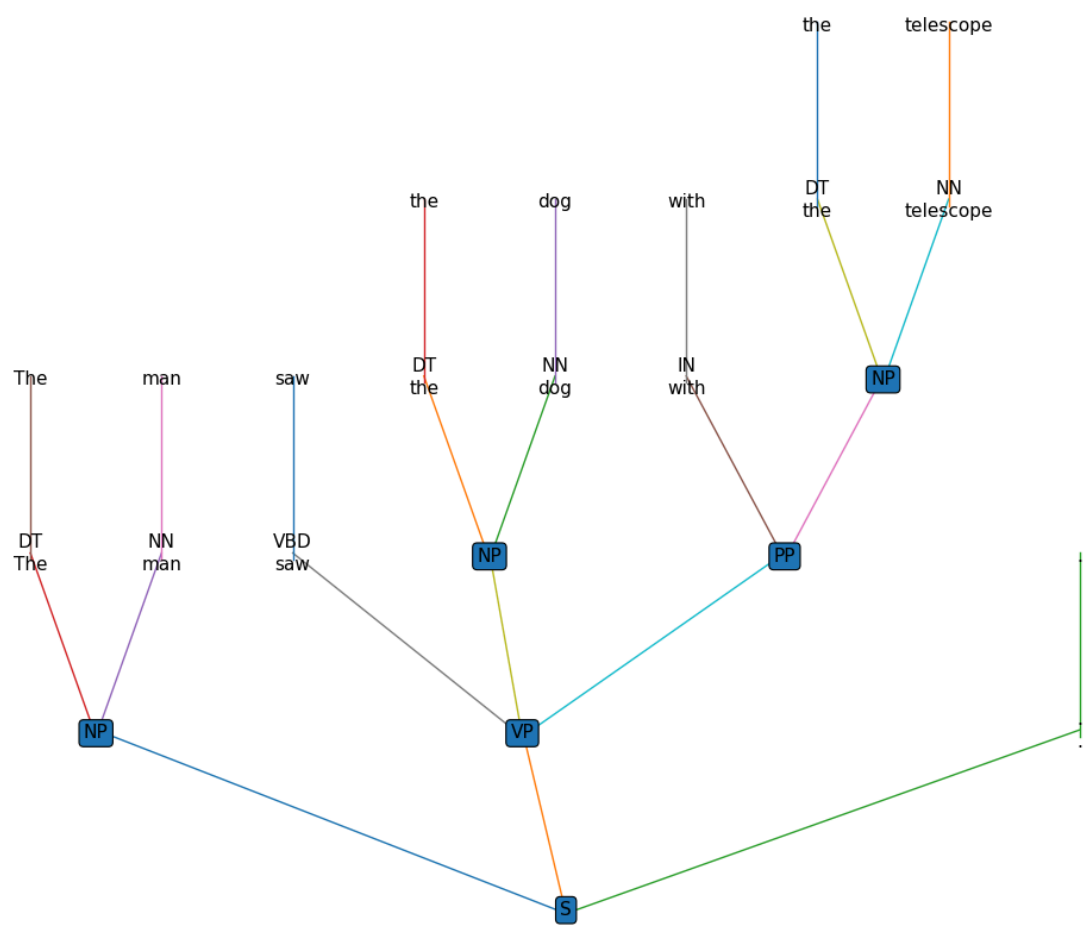 the telescope
DT NN
the telescope
the dog with
DT NN IN
the dog with
NP
The man saw
DT NN VBD
The man saw
NP PP
.
NP VP
.
.
S